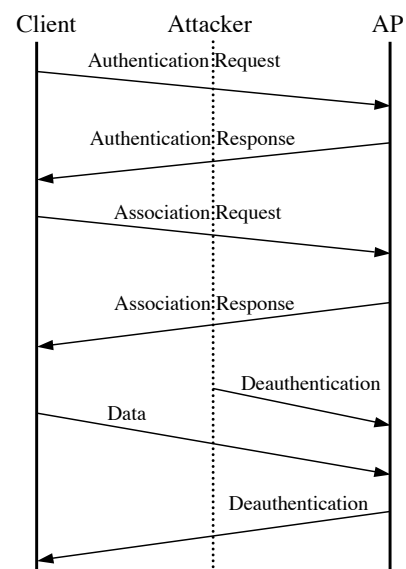 Client Attacker AP
Authentication Request
Authentication Response
Association Request
Association Response
Deauthentication
Data
Deauthentication